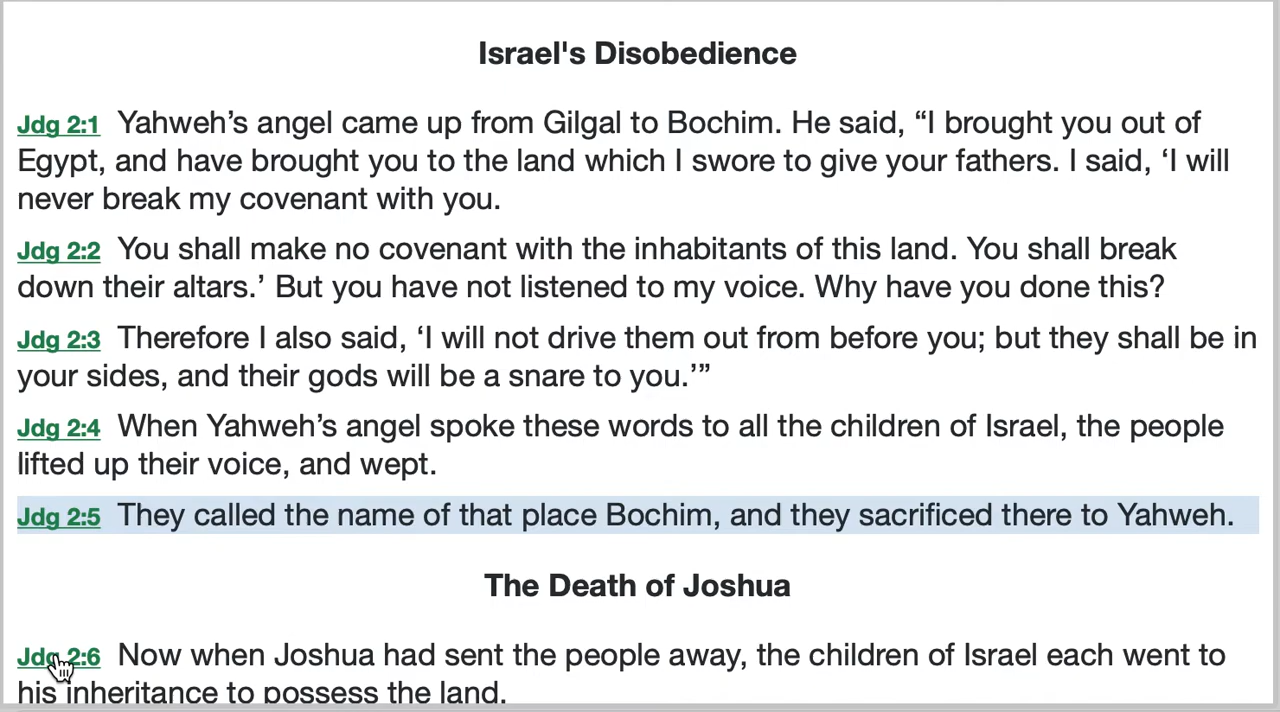 Israel's Disobedience
Jdg 2:1 Yahweh’s angel came up from Gilgal to Bochim. He said, “I brought you out of
Egypt, and have brought you to the land which I swore to give your fathers. I said, ‘I will
never break my covenant with you.
Jdg 2:2 You shall make no covenant with the inhabitants of this land. You shall break
down their altars.’ But you have not listened to my voice. Why have you done this?
Jdg 2:3 Therefore I also said, ‘I will not drive them out from before you; but they shall be in
your sides, and their gods will be a snare to you.’”
Jdg 2:4 When Yahweh’s angel spoke these words to all the children of Israel, the people
lifted up their voice, and wept.
Jdg 2:5 They called the name of that place Bochim, and they sacrificed there to Yahweh.
The Death of Joshua
Jdg 2:6 Now when Joshua had sent the people away, the children of Israel each went to
his inheritance to possess the land.